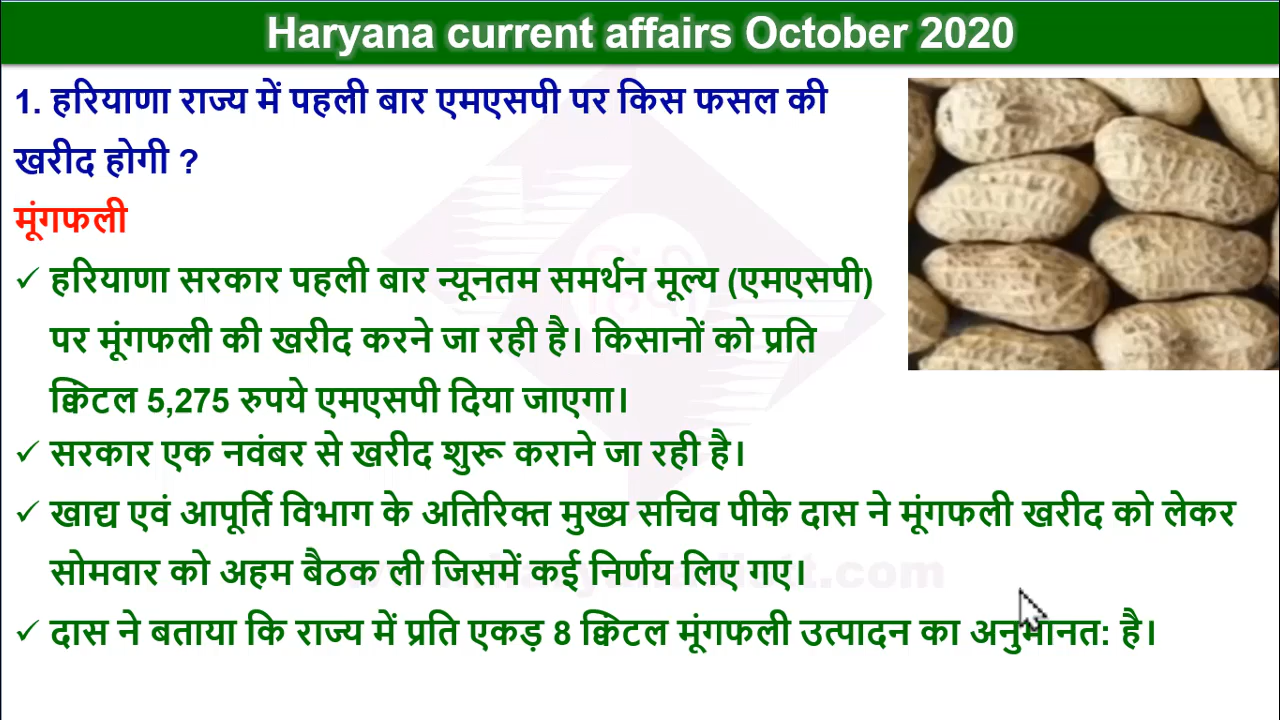 Haryana current affairs October 2020
1. हरियाणा राज्य में पहली बार एमएसपी पर किस फसल की
खरीद होगी ?
मूंगफली
✓ हरियाणा सरकार पहली बार न्यूनतम समर्थन मूल्य (एमएसपी)
पर मूंगफली की खरीद करने जा रही है। किसानों को प्रति
क्विंटल 5,275 रुपये एमएसपी दिया जाएगा।
✓ सरकार एक नवंबर से खरीद शुरू कराने जा रही है।
✓ खाद्य एवं आपूर्ति विभाग के अतिरिक्त मुख्य सचिव पीके दास ने मूंगफली खरीद को लेकर
सोमवार को अहम बैठक ली जिसमें कई निर्णय लिए गए।
✓ दास ने बताया कि राज्य में प्रति एकड़ 8 क्विंटल मूंगफली उत्पादन का अनुमानत: है।